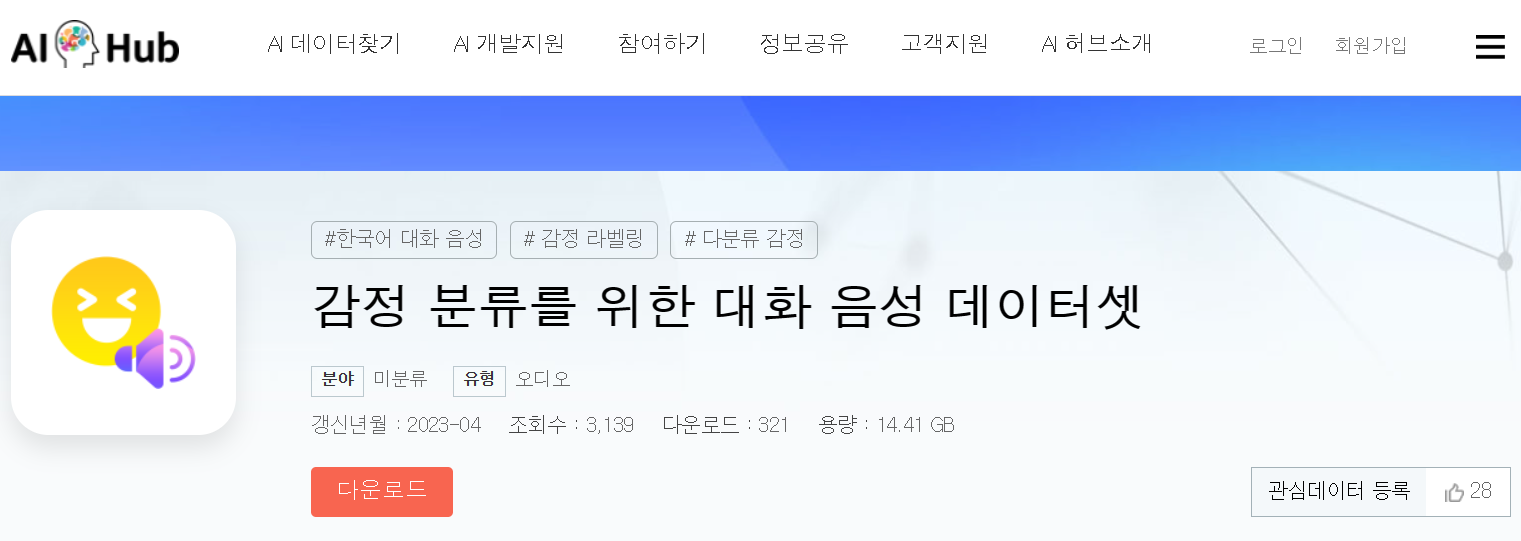 AI Hub
AI 데이터찾기 AI 개발지원 참여하기 정보공유 고객지원 AI 허브소개 로그인 회원가입
#한국어 대화 음성 # 감정 라벨링 # 다분류 감정
감정 분류를 위한 대화 음성 데이터셋
분야 미분류 유형 오디오
갱신년월 : 2023-04 조회수 : 3,139 다운로드 : 321 용량 : 14.41 GB
다운로드 관심데이터 등록 28